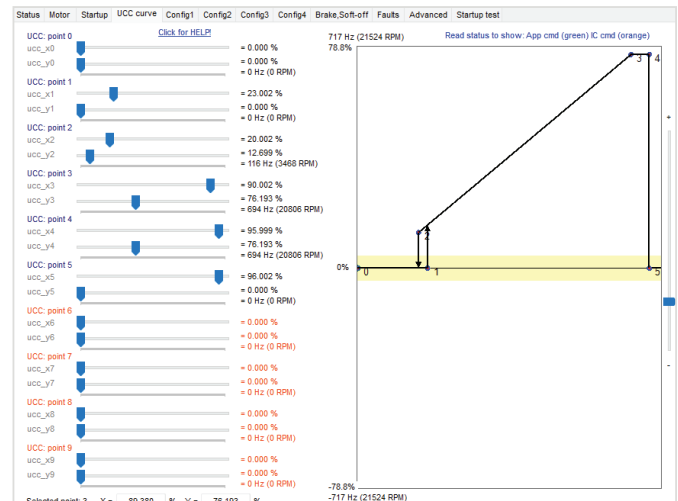 Status Motor Startup UCC curve Config1 Config2 Config3 Config4 Brake,Soft-off Faults Advanced Startup test
UCC: point 0 Click for HELP!
ucc_x0 = 0.000 %
ucc_y0 = 0.000 %
= 0 Hz (0 RPM)
UCC: point 1
ucc_x1 = 23.002 %
ucc_y1 = 0.000 %
= 0 Hz (0 RPM)
UCC: point 2
ucc_x2 = 20.002 %
ucc_y2 = 12.699 %
= 116 Hz (3468 RPM)
UCC: point 3
ucc_x3 = 90.002 %
ucc_y3 = 76.193 %
= 694 Hz (20806 RPM)
UCC: point 4
ucc_x4 = 95.999 %
ucc_y4 = 76.193 %
= 694 Hz (20806 RPM)
UCC: point 5
ucc_x5 = 96.002 %
ucc_y5 = 0.000 %
= 0 Hz (0 RPM)
UCC: point 6
ucc_x6 = 0.000 %
ucc_y6 = 0.000 %
= 0 Hz (0 RPM)
UCC: point 7
ucc_x7 = 0.000 %
ucc_y7 = 0.000 %
= 0 Hz (0 RPM)
UCC: point 8
ucc_x8 = 0.000 %
ucc_y8 = 0.000 %
= 0 Hz (0 RPM)
UCC: point 9
ucc_x9 = 0.000 %
ucc_y9 = 0.000 %
= 0 Hz (0 RPM)
Selected point: 3 X = 89.389 % Y = 76.193 %
717 Hz (21524 RPM) Read status to show: App cmd (green) IC cmd (orange)
78.8%
3 4
2
0%
0 1 5
-78.8%
-717 Hz (21524 RPM)
+
-